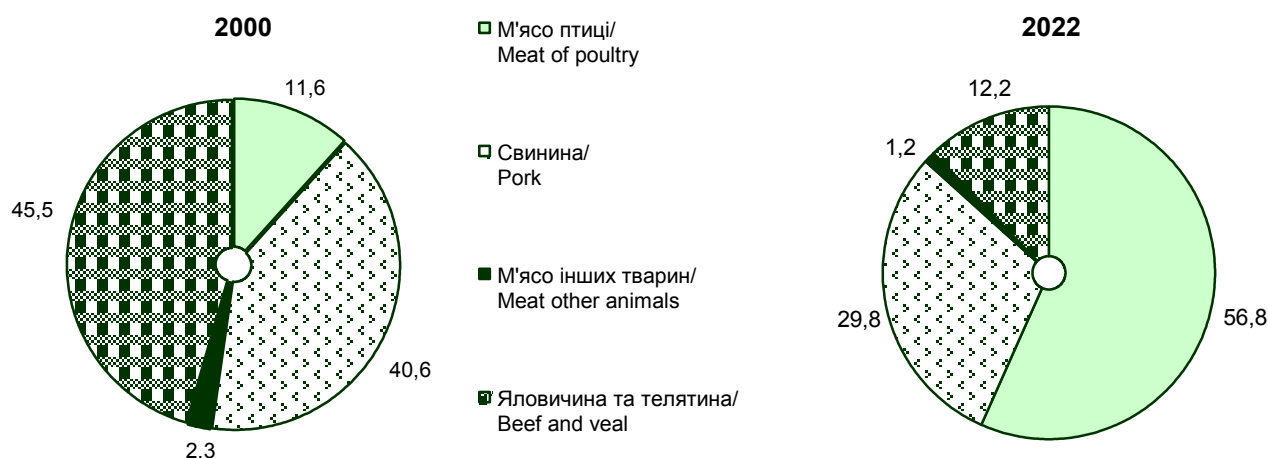 2000
11,6
45,5
40,6
2,3
М'ясо птиці/
Meat of poultry
Свинина/
Pork
М'ясо інших тварин/
Meat other animals
Яловичина та телятина/
Beef and veal
2022
12,2
1,2
29,8
56,8